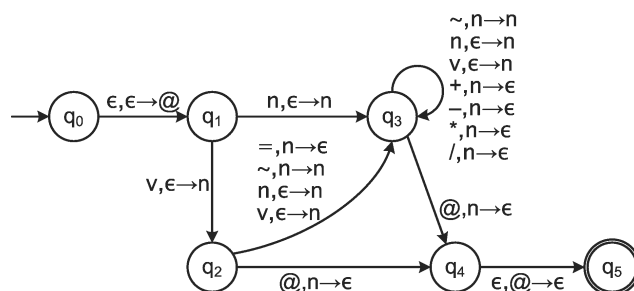 ~,n→n
n,ϵ→n
v,ϵ→n
+,n→ϵ
–,n→ϵ
*,n→ϵ
/,n→ϵ
q0
ϵ,ϵ→@
q1
n,ϵ→n
q3
=,n→ϵ
~,n→n
n,ϵ→n
v,ϵ→n
v,ϵ→n
@,n→ϵ
q2
@,n→ϵ
q4
ϵ,@→ϵ
q5